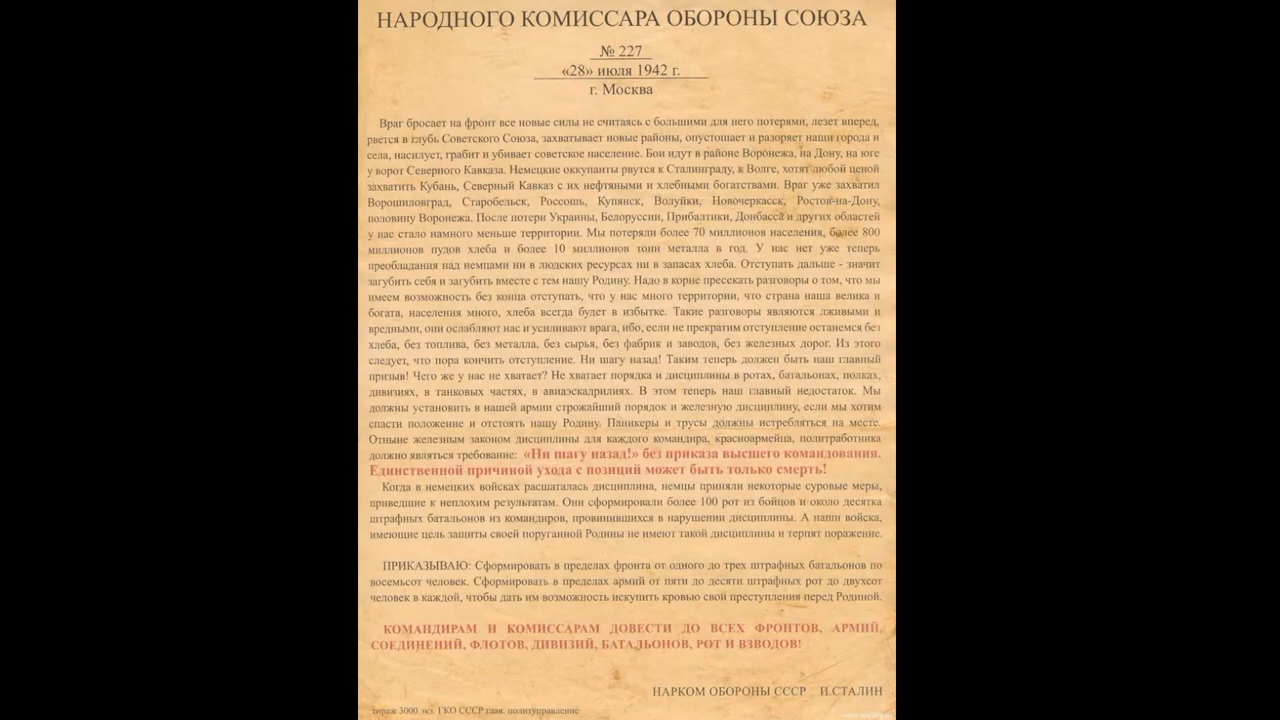 НАРОДНОГО КОМИССАРА ОБОРОНЫ СОЮЗА
№ 227
«28» июля 1942 г.
г. Москва
Враг бросает на фронт все новые силы не считаясь с большими для него потерями, лезет вперед,
рвется в глубь Советского Союза, захватывает новые районы, опустошает и разоряет наши города и
села, насилует, грабит и убивает советское население. Бои идут в районе Воронежа, на Дону, на юге
у ворот Северного Кавказа. Немецкие оккупанты рвутся к Сталинграду, к Волге, хотят любой ценой
захватить Кубань, Северный Кавказ с их нефтяными и хлебными богатствами. Враг уже захватил
Ворошиловград, Старобельск, Россошь, Купянск, Волуйки, Новочеркасск, Ростов-на-Дону,
половину Воронежа. После потери Украины, Белоруссии, Прибалтики, Донбасса и других областей
у нас стало намного меньше территории. Мы потеряли более 70 миллионов населения, более 800
миллионов пудов хлеба и более 10 миллионов тонн металла в год. У нас нет уже теперь
преобладания над немцами ни в людских ресурсах ни в запасах хлеба. Отступать дальше - значит
загубить себя и загубить вместе с тем нашу Родину. Надо в корне пресекать разговоры о том, что мы
имеем возможность без конца отступать, что у нас много территории, что страна наша велика и
богата, населения много, хлеба всегда будет в избытке. Такие разговоры являются лживыми и
вредными, они ослабляют нас и усиливают врага, ибо, если не прекратим отступление останемся без
хлеба, без топлива, без металла, без сырья, без фабрик и заводов, без железных дорог. Из этого
следует, что пора кончить отступление. Ни шагу назад! Таким теперь должен быть наш главный
призыв! Чего же у нас не хватает? Не хватает порядка и дисциплины в ротах, батальонах, полках,
дивизиях, в танковых частях, в авиаэскадрилиях. В этом теперь наш главный недостаток. Мы
должны установить в нашей армии строжайший порядок и железную дисциплину, если мы хотим
спасти положение и отстоять нашу Родину. Паникеры и трусы должны истребляться на месте.
Отныне железным законом дисциплины для каждого командира, красноармейца, политработника
должно являться требование: «Ни шагу назад!» без приказа высшего командования.
Единственной причиной ухода с позиций может быть только смерть!
Когда в немецких войсках расшаталась дисциплина, немцы приняли некоторые суровые меры,
приведшие к неплохим результатам. Они сформировали более 100 рот из бойцов и около десятка
штрафных батальонов из командиров, провинившихся в нарушении дисциплины. А наши войска,
имеющие цель защиты своей поруганной Родины не имеют такой дисциплины и терпят поражение.
ПРИКАЗЫВАЮ: Сформировать в пределах фронта от одного до трех штрафных батальонов по
восемьсот человек. Сформировать в пределах армий от пяти до десяти штрафных рот до двухсот
человек в каждой, чтобы дать им возможность искупить кровью свои преступления перед Родиной.
КОМАНДИРАМ И КОМИССАРАМ ДОВЕСТИ ДО ВСЕХ ФРОНТОВ, АРМИЙ,
СОЕДИНЕНИЙ, ФЛОТОВ, ДИВИЗИЙ, БАТАЛЬОНОВ, РОТ И ВЗВОДОВ!
НАРКОМ ОБОРОНЫ СССР И.СТАЛИН
тираж 3000 экз. ГКО СССР глав. политуправление